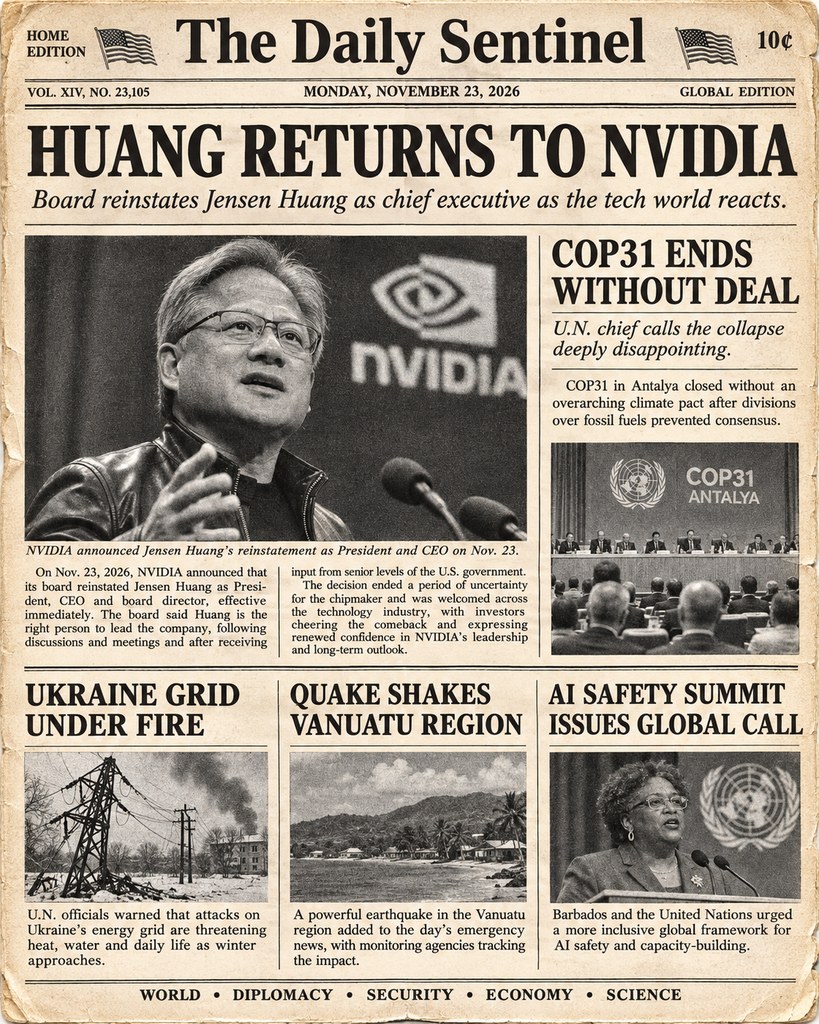 HOME
EDITION
The Daily Sentinel
10¢
VOL. XIV, NO. 23,105
MONDAY, NOVEMBER 23, 2026
GLOBAL EDITION
HUANG RETURNS TO NVIDIA
Board reinstates Jensen Huang as chief executive as the tech world reacts.
NVIDIA
NVIDIA announced Jensen Huang's reinstatement as President and CEO on Nov. 23.
On Nov. 23, 2026, NVIDIA announced that
its board reinstated Jensen Huang as Presi-
dent, CEO and board director, effective
immediately. The board said Huang is the
right person to lead the company, following
discussions and meetings and after receiving
input from senior levels of the U.S. government.
The decision ended a period of uncertainty
for the chipmaker and was welcomed across
the technology industry, with investors
cheering the comeback and expressing
renewed confidence in NVIDIA's leadership
and long-term outlook.
COP31 ENDS
WITHOUT DEAL
U.N. chief calls the collapse
deeply disappointing.
COP31 in Antalya closed without an
overarching climate pact after divisions
over fossil fuels prevented consensus.
COP31
ANTALYA
UKRAINE GRID
UNDER FIRE
U.N. officials warned that attacks on
Ukraine's energy grid are threatening
heat, water and daily life as winter
approaches.
QUAKE SHAKES
VANUATU REGION
A powerful earthquake in the Vanuatu
region added to the day's emergency
news, with monitoring agencies tracking
the impact.
AI SAFETY SUMMIT
ISSUES GLOBAL CALL
Barbados and the United Nations urged
a more inclusive global framework for
AI safety and capacity-building.
WORLD • DIPLOMACY • SECURITY • ECONOMY • SCIENCE